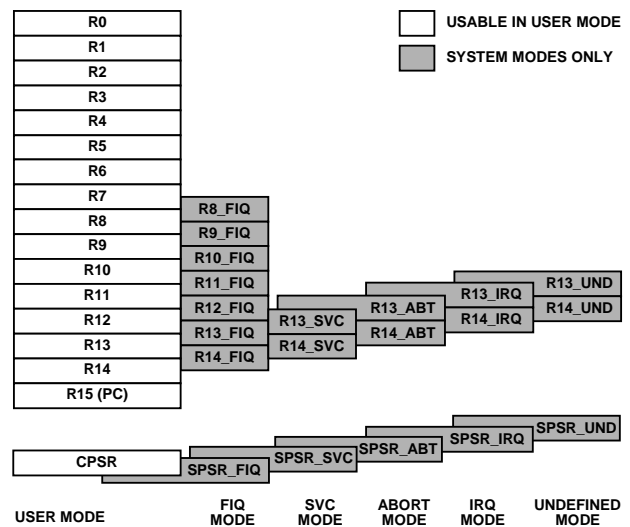 R0
R1
R2
R3
R4
R5
R6
R7
R8
R9
R10
R11
R12
R13
R14
R15 (PC)
R8_FIQ
R9_FIQ
R10_FIQ
R11_FIQ
R12_FIQ
R13_FIQ
R14_FIQ
R13_SVC
R14_SVC
R13_ABT
R14_ABT
R13_IRQ
R14_IRQ
R13_UND
R14_UND
USABLE IN USER MODE
SYSTEM MODES ONLY
CPSR
SPSR_FIQ
SPSR_SVC
SPSR_ABT
SPSR_IRQ
SPSR_UND
USER MODE
FIQ
MODE
SVC
MODE
ABORT
MODE
IRQ
MODE
UNDEFINED
MODE